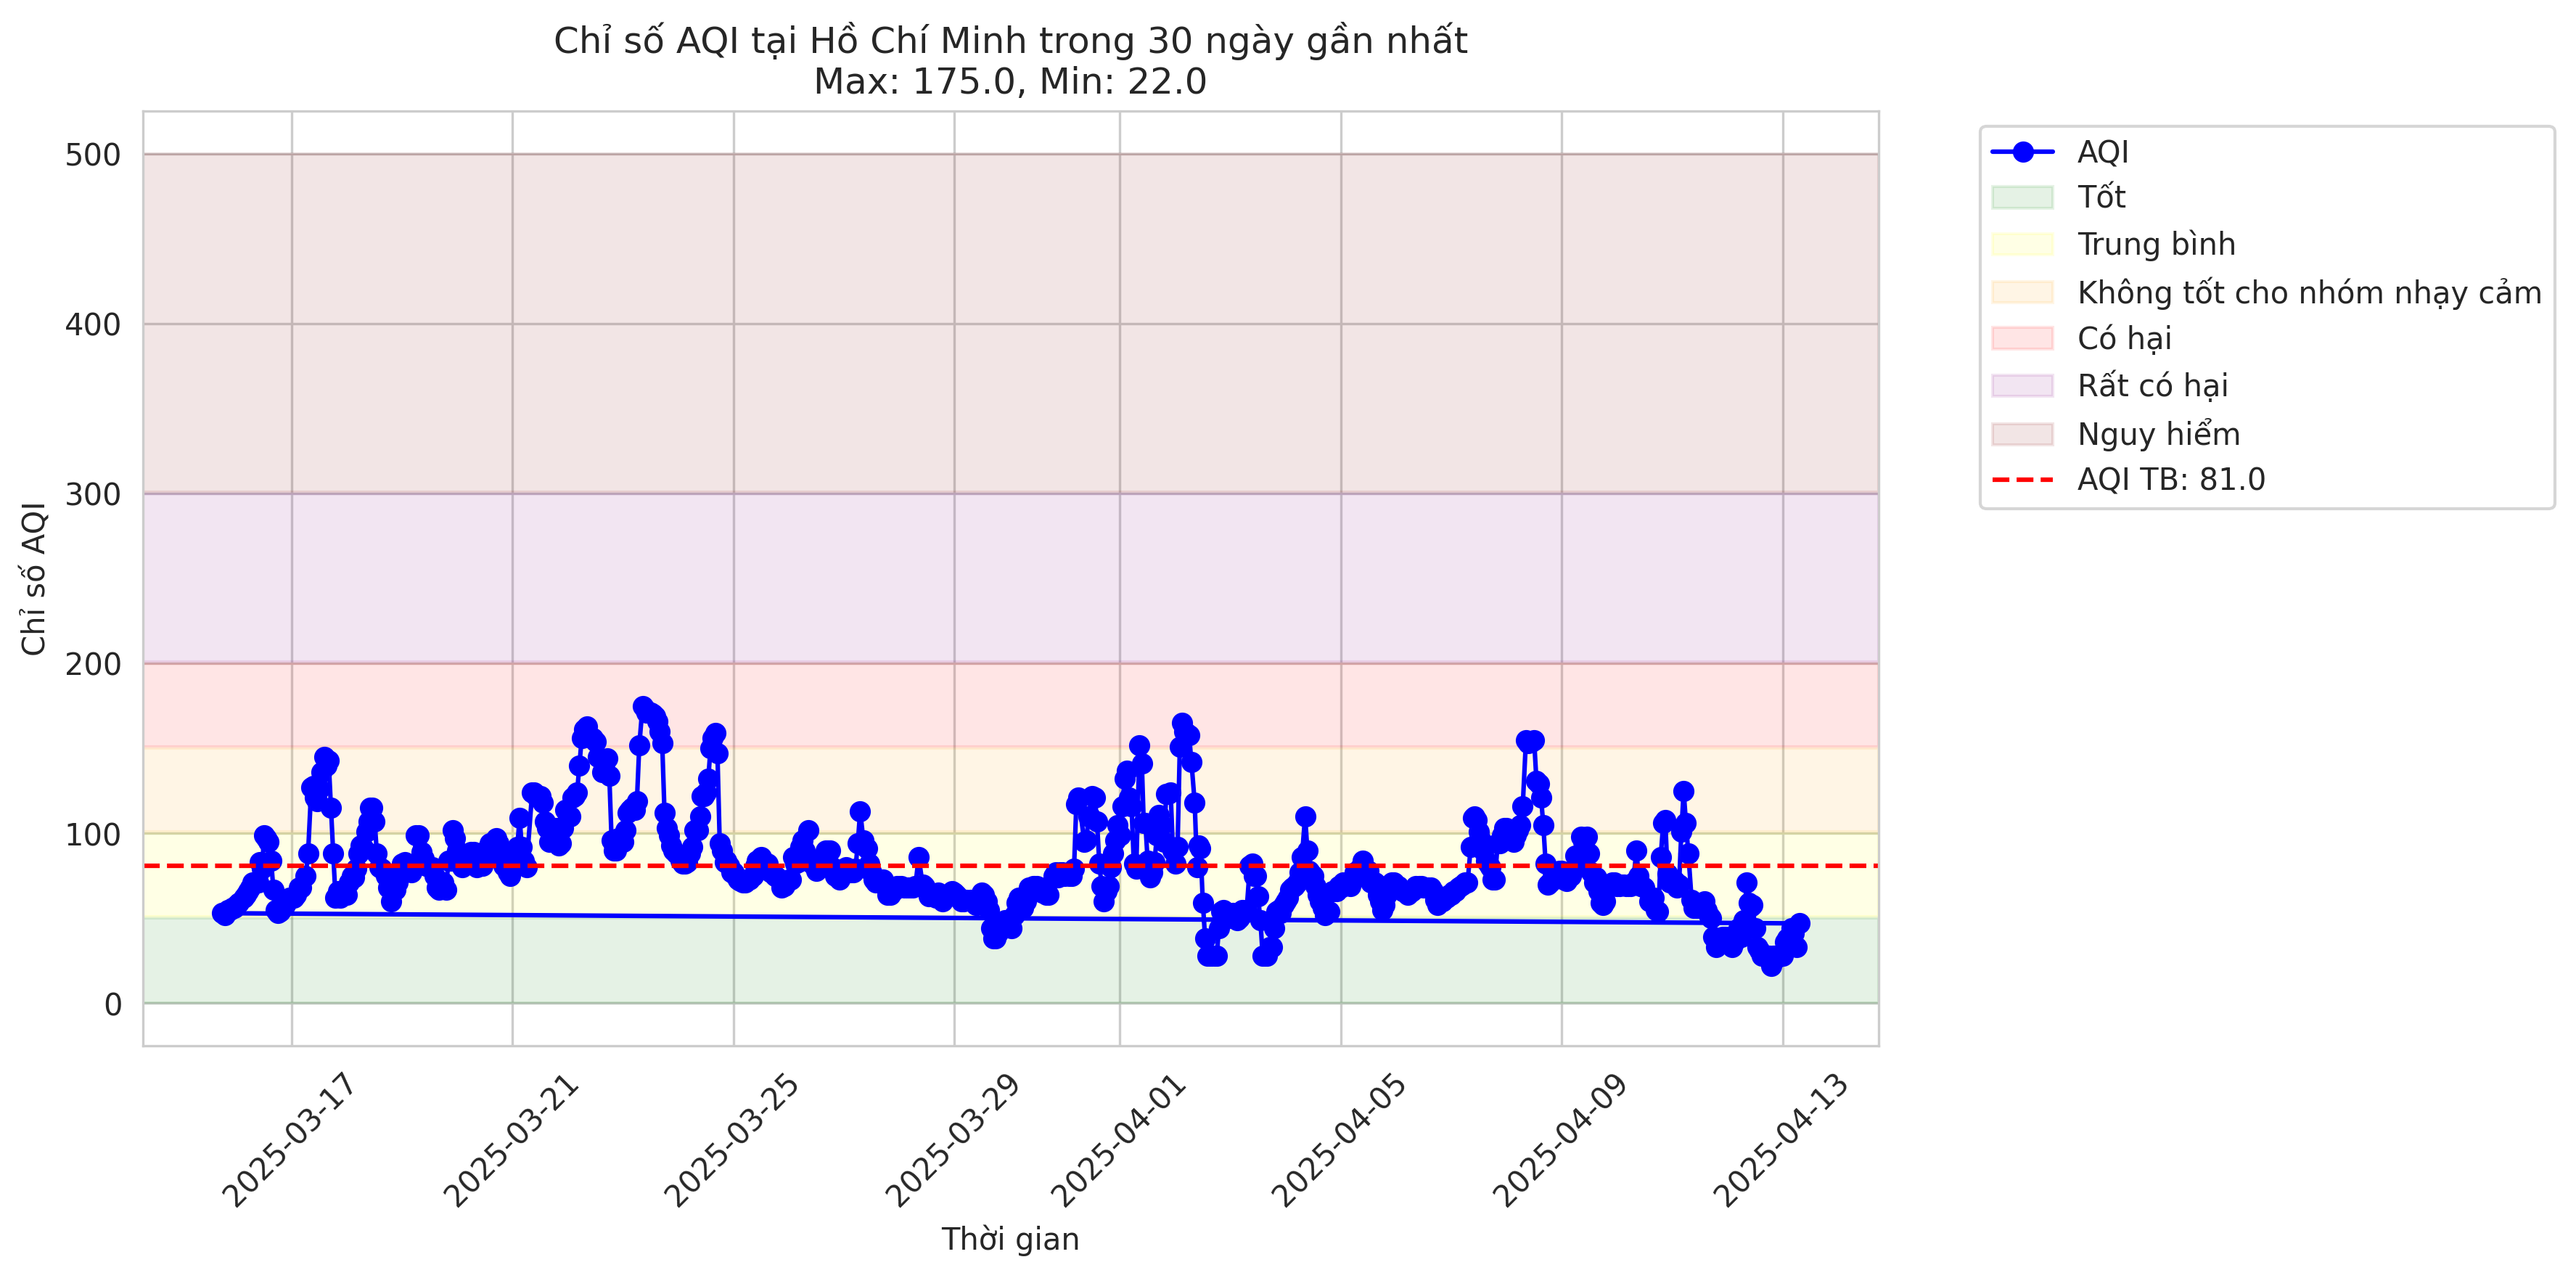 Chỉ số AQI tại Hồ Chí Minh trong 30 ngày gần nhất
Max: 175.0, Min: 22.0
Chỉ số AQI
500
400
300
200
100
0
2025-03-17
2025-03-21
2025-03-25
2025-03-29
2025-04-01
2025-04-05
2025-04-09
2025-04-13
Thời gian
AQI
Tốt
Trung bình
Không tốt cho nhóm nhạy cảm
Có hại
Rất có hại
Nguy hiểm
AQI TB: 81.0